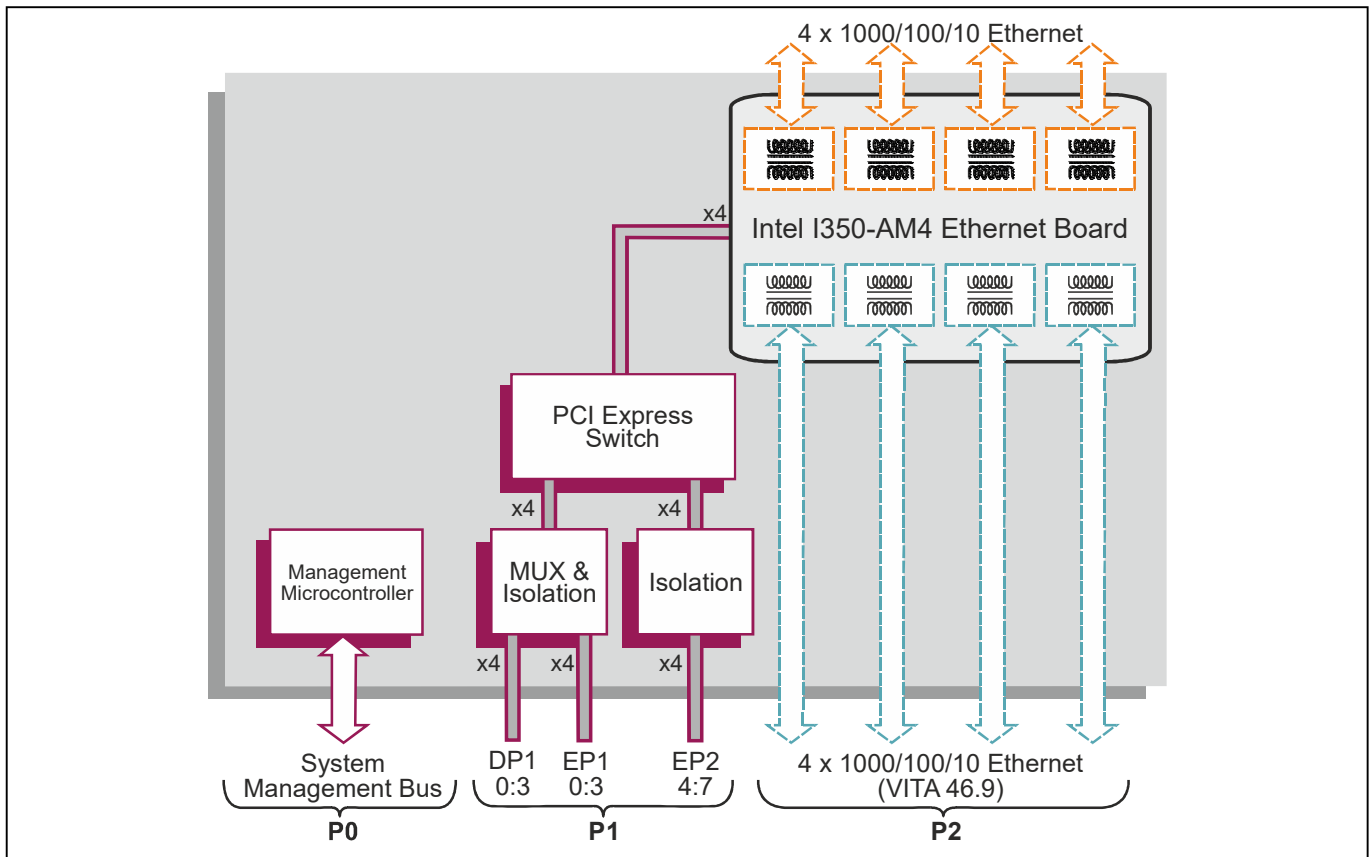 4 x 1000/100/10 Ethernet
x4
Intel I350-AM4 Ethernet Board
PCI Express
Switch
x4
x4
Management
Microcontroller
MUX &
Isolation
Isolation
x4
x4
x4
System
Management Bus
DP1
0:3
EP1
0:3
EP2
4:7
4 x 1000/100/10 Ethernet
(VITA 46.9)
P0
P1
P2